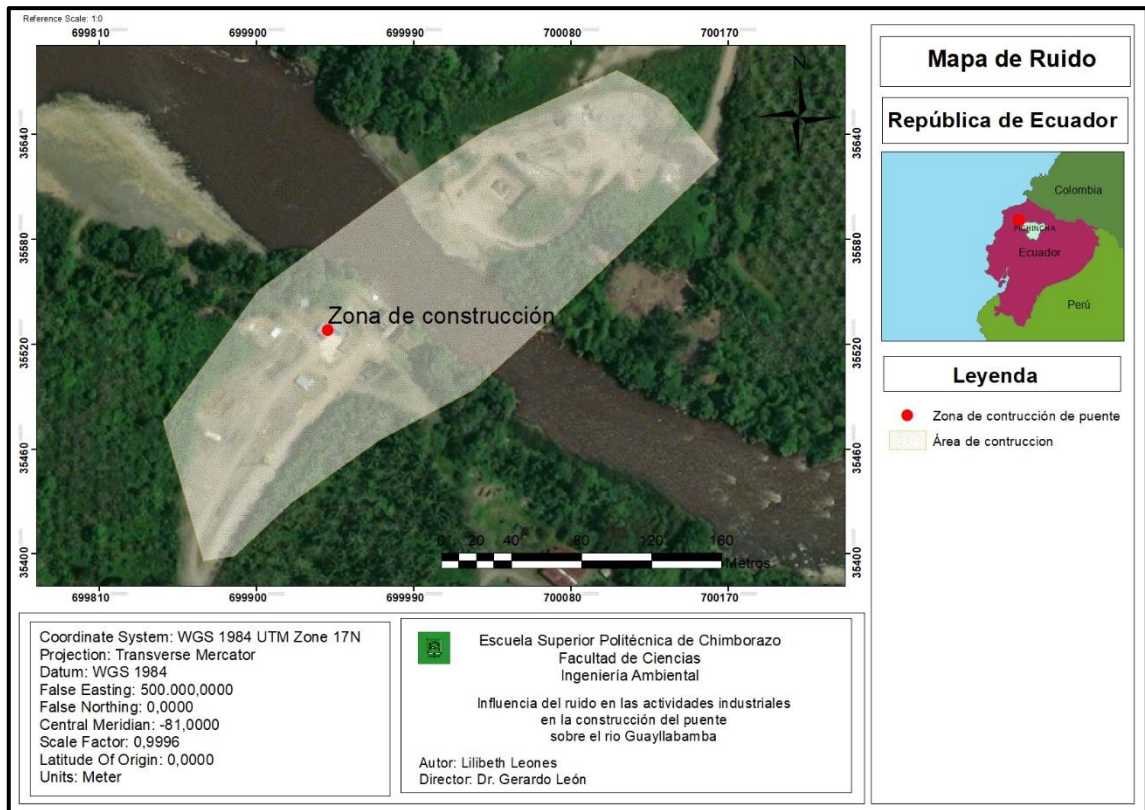 Reference Scale: 1:0
699810 699900 699990 700080 700170
35640
35580
35520
35460
35400
N
Zona de construcción
35640
35580
35520
35460
35400
0 20 40 80 120 160
Metros
699810 699900 699990 700080 700170
Mapa de Ruido
República de Ecuador
Colombia
PICHINCHA
Ecuador
Perú
Leyenda
Zona de contrucción de puente
Área de contruccion
Coordinate System: WGS 1984 UTM Zone 17N
Projection: Transverse Mercator
Datum: WGS 1984
False Easting: 500.000,0000
False Northing: 0,0000
Central Meridian: -81,0000
Scale Factor: 0,9996
Latitude Of Origin: 0,0000
Units: Meter
Escuela Superior Politécnica de Chimborazo
Facultad de Ciencias
Ingeniería Ambiental
Influencia del ruido en las actividades industriales
en la construcción del puente
sobre el rio Guayllabamba
Autor: Lilibeth Leones
Director: Dr. Gerardo León